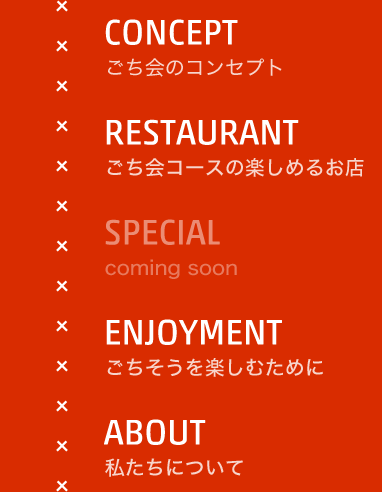 CONCEPT
ごち会のコンセプト
RESTAURANT
ごち会コースの楽しめるお店
SPECIAL
coming soon
ENJOYMENT
ごちそうを楽しむために
ABOUT
私たちについて